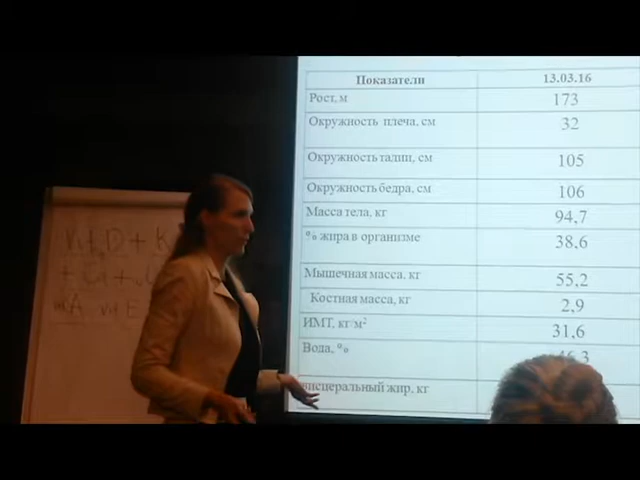 Показатели 13.03.16
Рост, м 173
Окружность плеча, см 32
Окружность талии, см 105
Окружность бедра, см 106
Масса тела, кг 94,7
% жира в организме 38,6
Мышечная масса, кг 55,2
Костная масса, кг 2,9
ИМТ, кг/м² 31,6
Вода, %
висцеральный жир, кг
Vit D + K